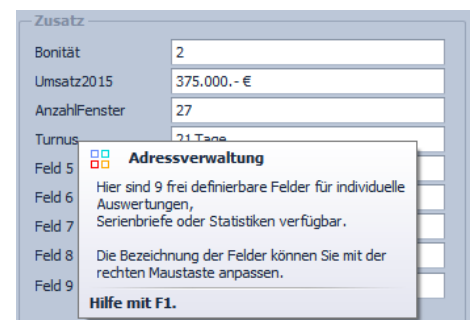 Zusatz
Bonität 2
Umsatz2015 375.000.- €
AnzahlFenster 27
Turnus 21 Tage
Feld 5
Adressverwaltung
Feld 6
Hier sind 9 frei definierbare Felder für individuelle
Auswertungen,
Feld 7
Serienbriefe oder Statistiken verfügbar.
Feld 8
Die Bezeichnung der Felder können Sie mit der
rechten Maustaste anpassen.
Feld 9
Hilfe mit F1.